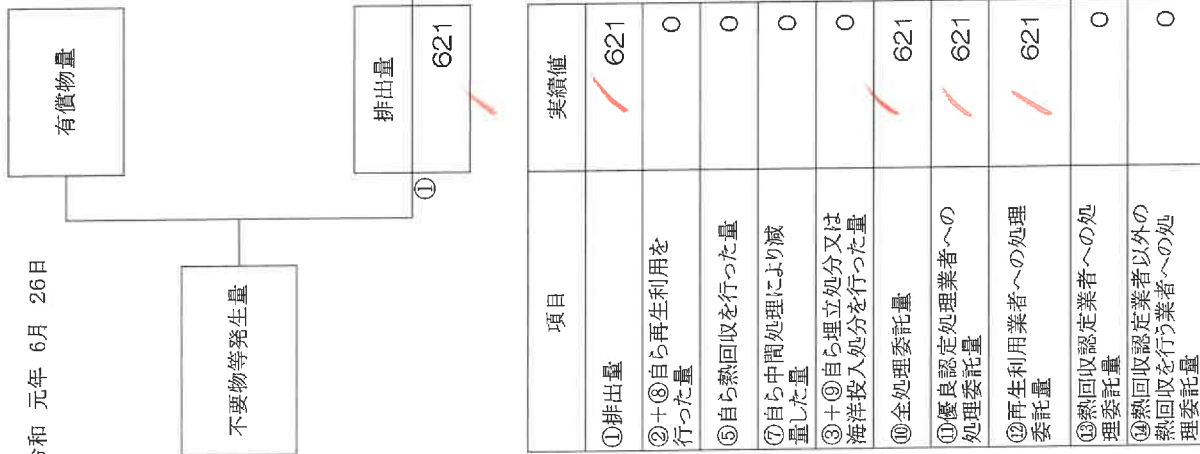 令和 元年 6月 26日
有償物量
不要物等発生量
排出量
①
621
項目
実績値
①排出量
621
②+⑧自ら再生利用を
行った量
0
⑤自ら熱回収を行った量
0
⑦自ら中間処理により減
量した量
0
③+⑨自ら埋立処分又は
海洋投入処分を行った量
0
⑩全処理委託量
621
⑪優良認定処理業者への
処理委託量
621
⑫再生利用業者への処理
委託量
621
⑬熱回収認定業者への処
理委託量
0
⑭熱回収認定業者以外の
熱回収を行う業者への処
理委託量
0